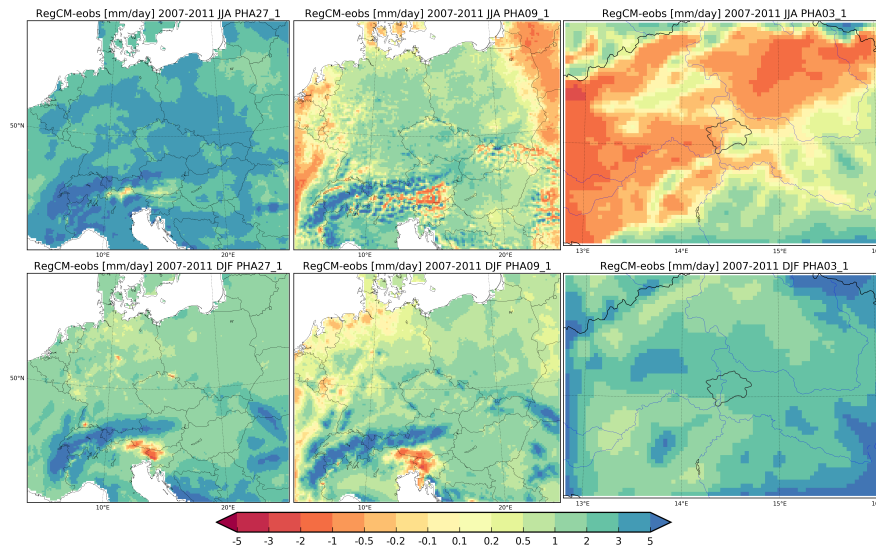 RegCM-eobs [mm/day] 2007-2011 JJA PHA27_1
RegCM-eobs [mm/day] 2007-2011 JJA PHA09_1
RegCM-eobs [mm/day] 2007-2011 JJA PHA03_1
50°N
10°E 20°E
10°E 20°E
13°E 14°E 15°E
RegCM-eobs [mm/day] 2007-2011 DJF PHA27_1
RegCM-eobs [mm/day] 2007-2011 DJF PHA09_1
RegCM-eobs [mm/day] 2007-2011 DJF PHA03_1
50°N
10°E 20°E
10°E 20°E
13°E 14°E 15°E
-5 -3 -2 -1 -0.5 -0.2 -0.1 0.1 0.2 0.5 1 2 3 5